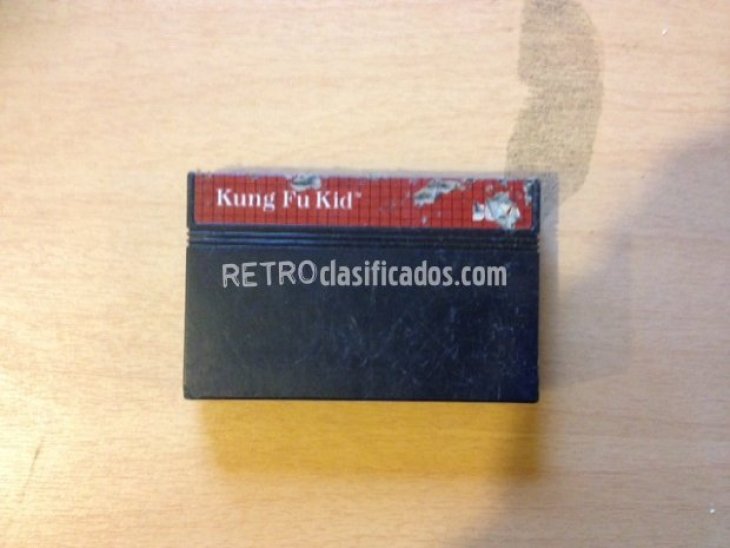 Kung Fu Kid™
RETROclasificados.com